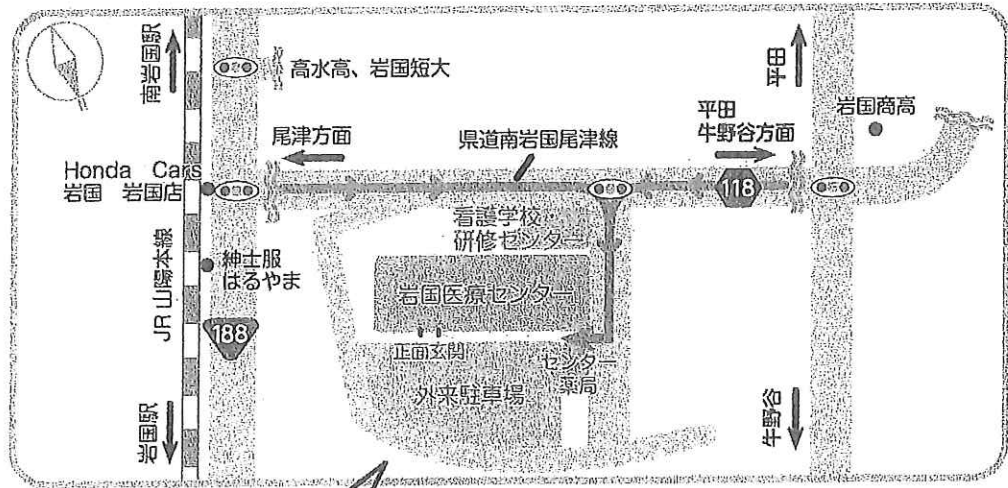 南岩国駅
高水高、岩国短大
平田
岩国商高
尾津方面
県道南岩国尾津線
平田
牛野谷方面
Honda Cars
岩国 岩国店
118
看護学校・
研修センター
紳士服
はるやま
JR山陽本線
岩国医療センター
188
正面玄関
センター
薬局
外来駐車場
岩国駅
牛野谷